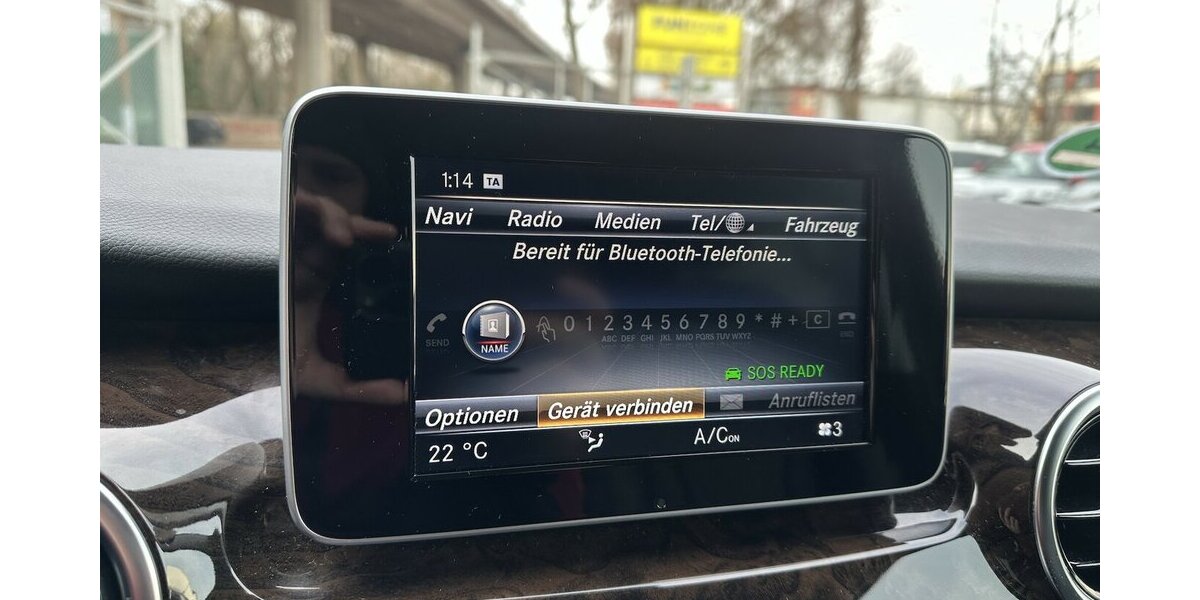 1:14 TA
Navi Radio Medien Tel/ Fahrzeug
Bereit für Bluetooth-Telefonie...
SEND NAME 0 1 2 3 4 5 6 7 8 9 * # + C END
ABC DEF GHI JKL MNO PQRS TUV WXYZ
SOS READY
Optionen Gerät verbinden Anruflisten
22 °C A/C ON 3